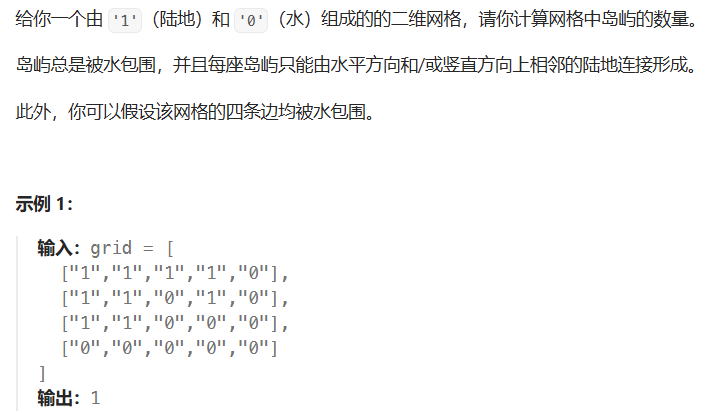 给你一个由 '1'（陆地）和 '0'（水）组成的的二维网格，请你计算网格中岛屿的数量。
岛屿总是被水包围，并且每座岛屿只能由水平方向和/或竖直方向上相邻的陆地连接形成。
此外，你可以假设该网格的四条边均被水包围。
示例 1：
输入：grid = [
["1","1","1","1","0"],
["1","1","0","1","0"],
["1","1","0","0","0"],
["0","0","0","0","0"]
]
输出：1